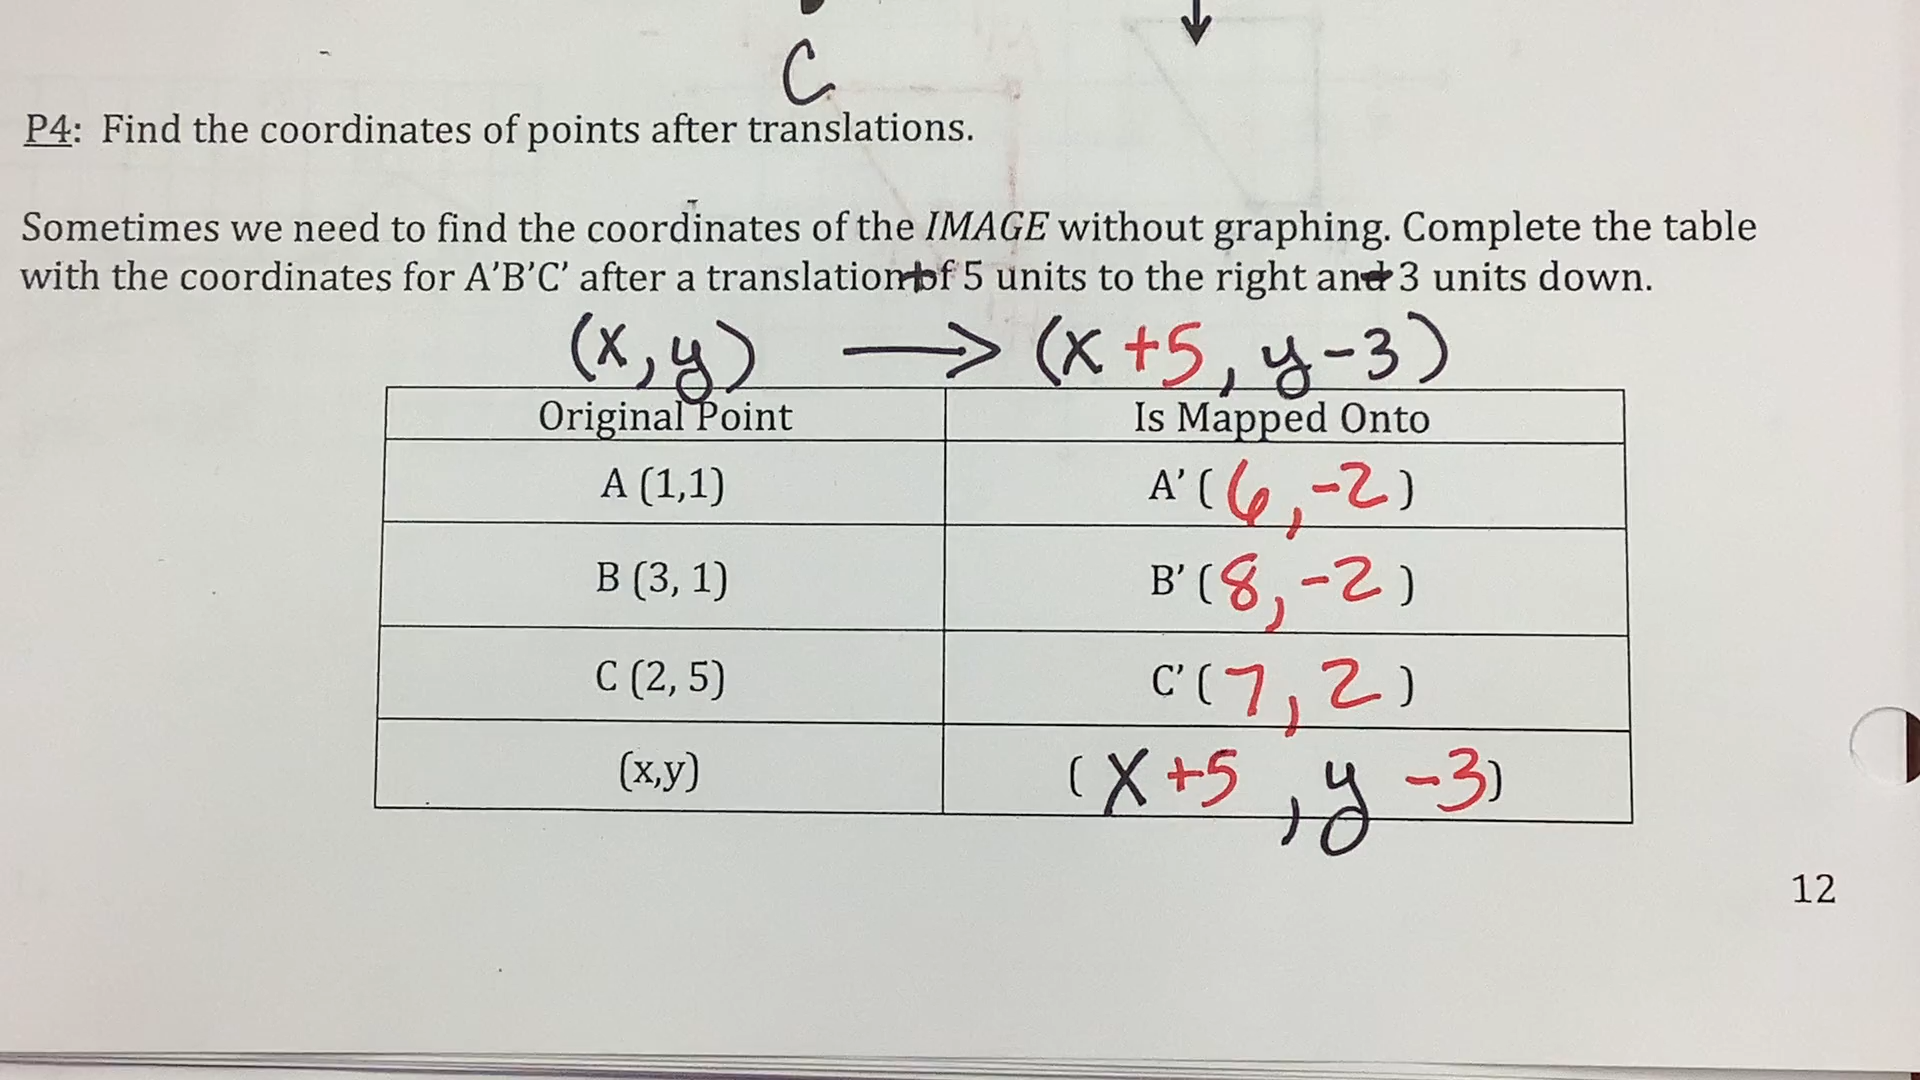 C
P4: Find the coordinates of points after translations.
Sometimes we need to find the coordinates of the IMAGE without graphing. Complete the table
with the coordinates for A'B'C' after a translation of 5 units to the right and 3 units down.
(x,y) → (x+5, y-3)
Original Point Is Mapped Onto
A (1,1) A' (6,-2)
B (3, 1) B' (8,-2)
C (2, 5) C' (7, 2)
(x,y) (x+5, y-3)
12